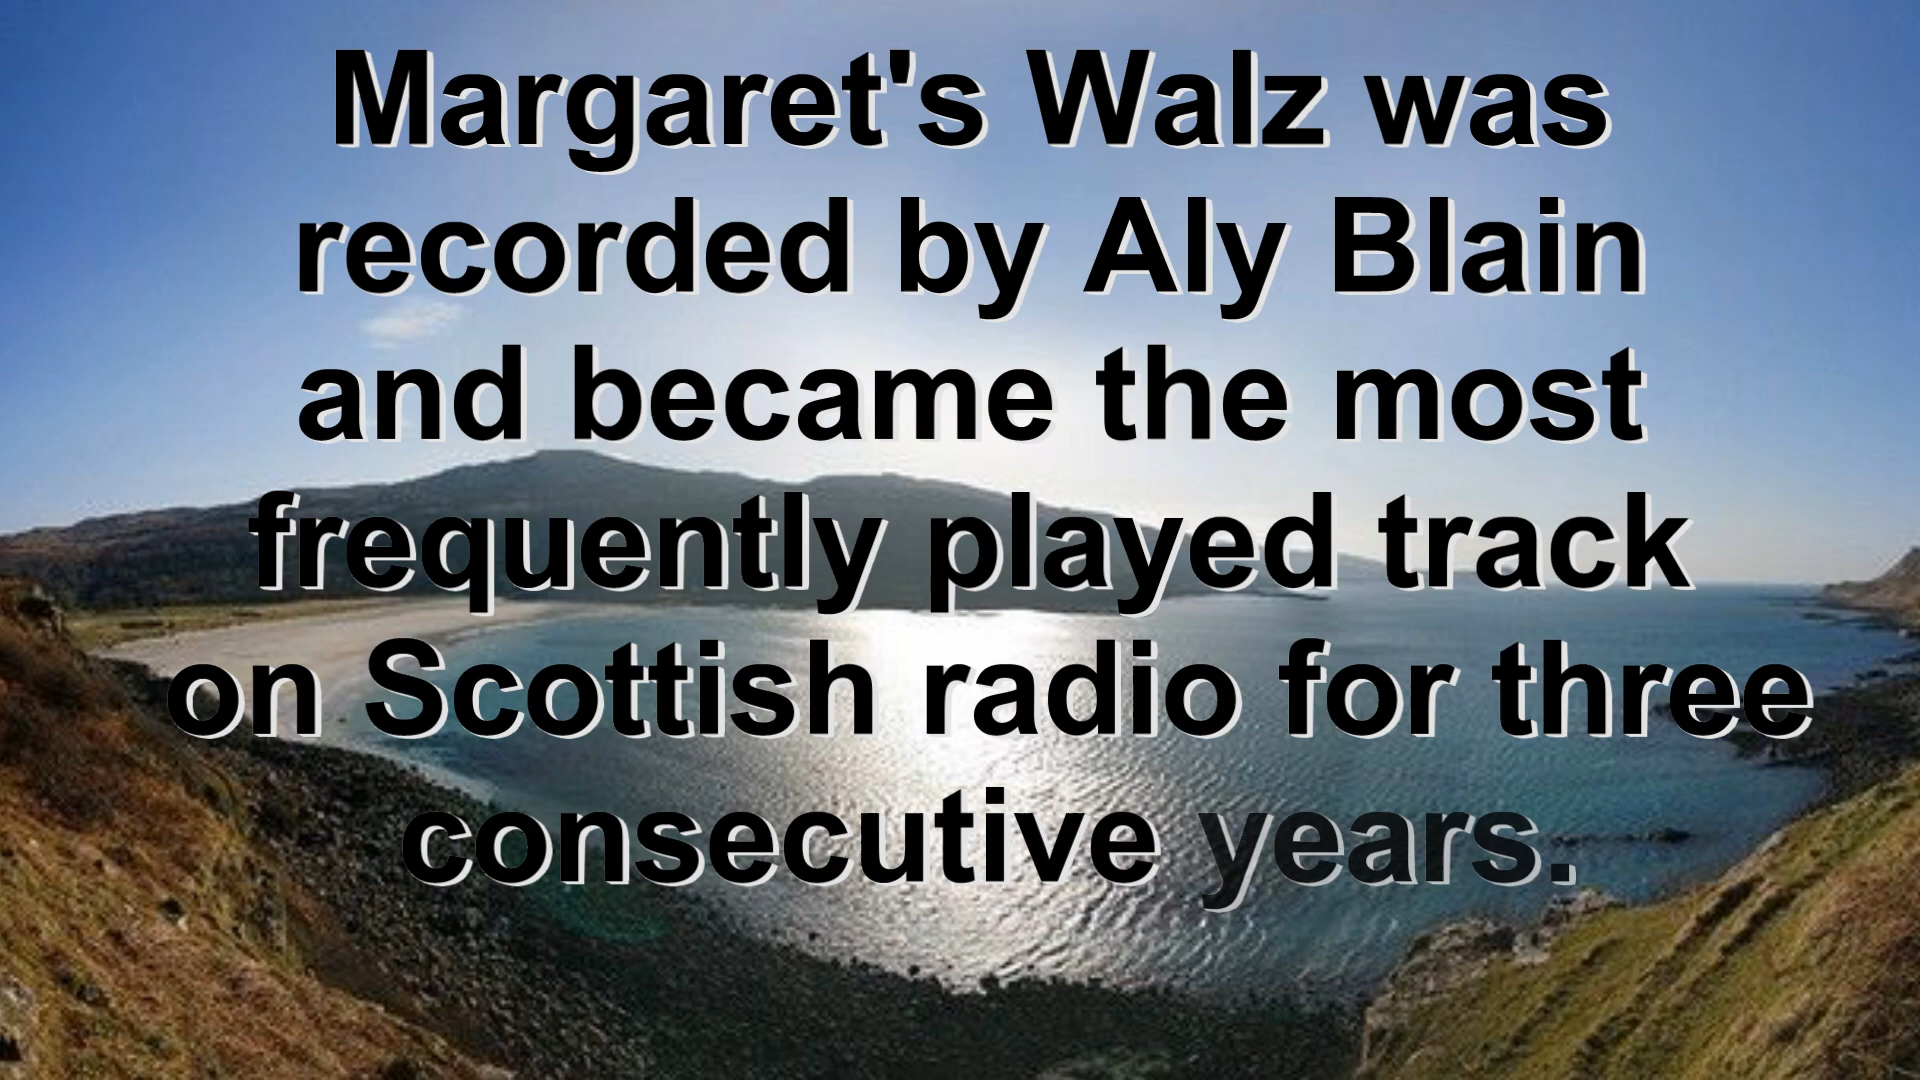 Margaret's Walz was
recorded by Aly Blain
and became the most
frequently played track
on Scottish radio for three
consecutive years.